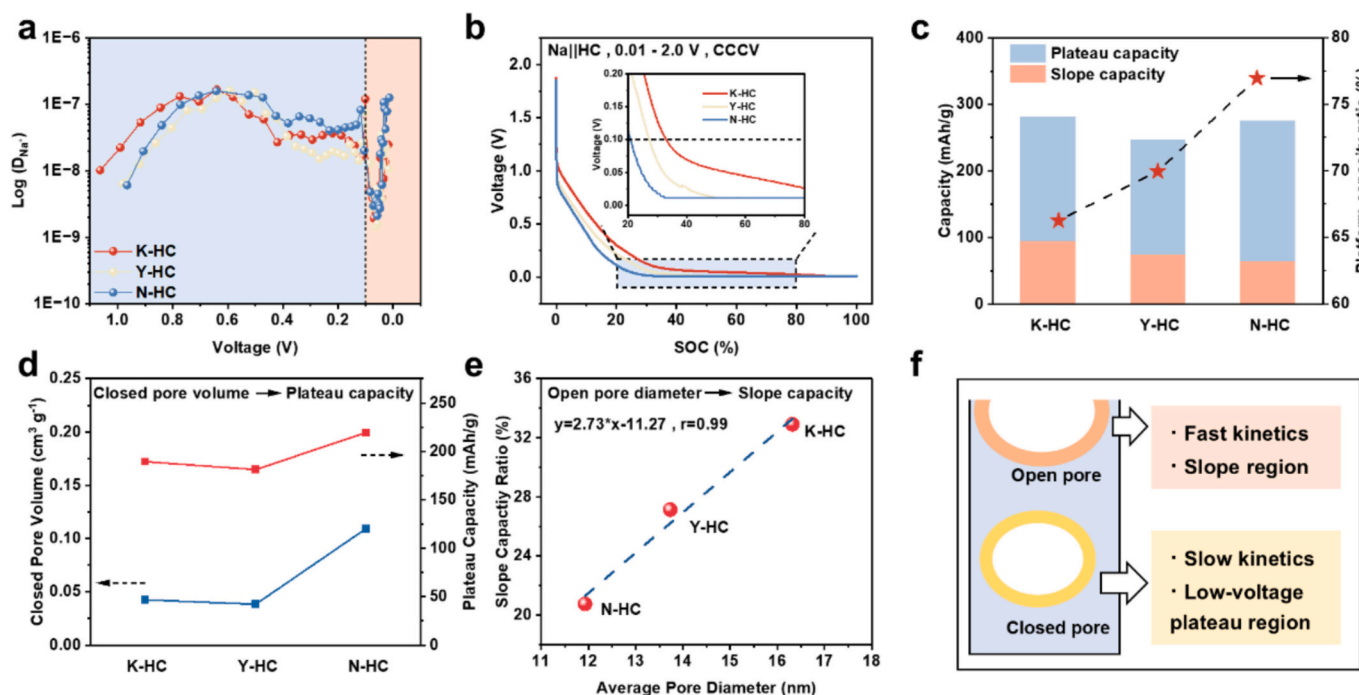 a
1E−6
1E−7
1E−8
1E−9
1E−10
Log (D_Na+)
K-HC
Y-HC
N-HC
1.0 0.8 0.6 0.4 0.2 0.0
Voltage (V)
b
Na||HC , 0.01 - 2.0 V , CCCV
2.0
1.5
1.0
0.5
0.0
Voltage (V)
0.20
0.15
0.10
0.05
0.00
Voltage (V)
K-HC
Y-HC
N-HC
20 40 60 80
0 20 40 60 80 100
SOC (%)
c
Plateau capacity
Slope capacity
400
350
300
250
200
150
100
50
0
Capacity (mAh/g)
80
75
70
65
60
K-HC Y-HC N-HC
d
Closed pore volume Plateau capacity
0.25
0.20
0.15
0.10
0.05
0.00
Closed Pore Volume (cm³ g⁻¹)
250
200
150
100
50
0
Plateau Capacity (mAh/g)
K-HC Y-HC N-HC
e
Open pore diameter Slope capacity
y=2.73*x-11.27 , r=0.99
36
32
28
24
20
Slope Capactiy Ratio (%)
K-HC
Y-HC
N-HC
11 12 13 14 15 16 17 18
Average Pore Diameter (nm)
f
Open pore
· Fast kinetics
· Slope region
Closed pore
· Slow kinetics
· Low-voltage
plateau region